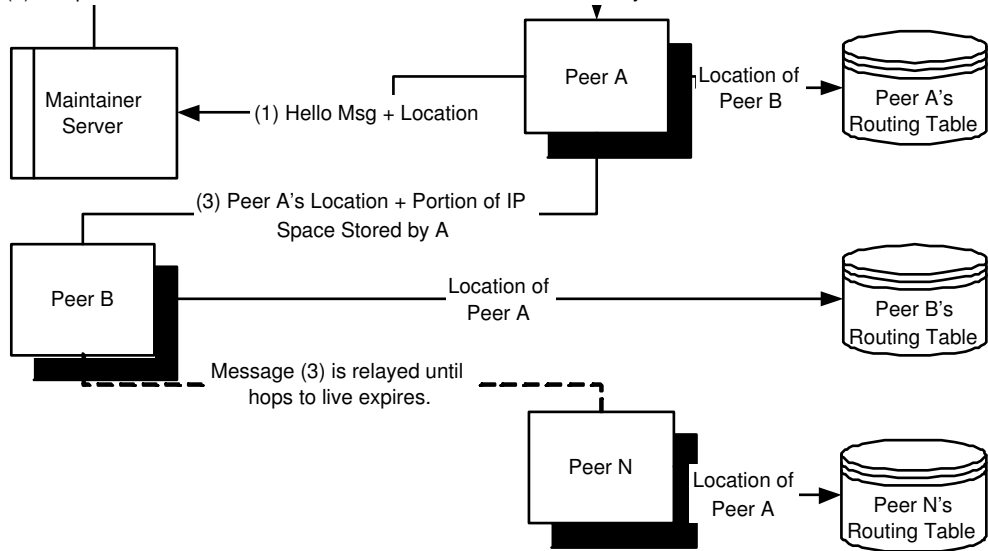 Peer A
Location of
Peer B
Peer A's
Routing Table
Maintainer
Server
(1) Hello Msg + Location
(3) Peer A's Location + Portion of IP
Space Stored by A
Peer B
Location of
Peer A
Peer B's
Routing Table
Message (3) is relayed until
hops to live expires.
Peer N
Location of
Peer A
Peer N's
Routing Table